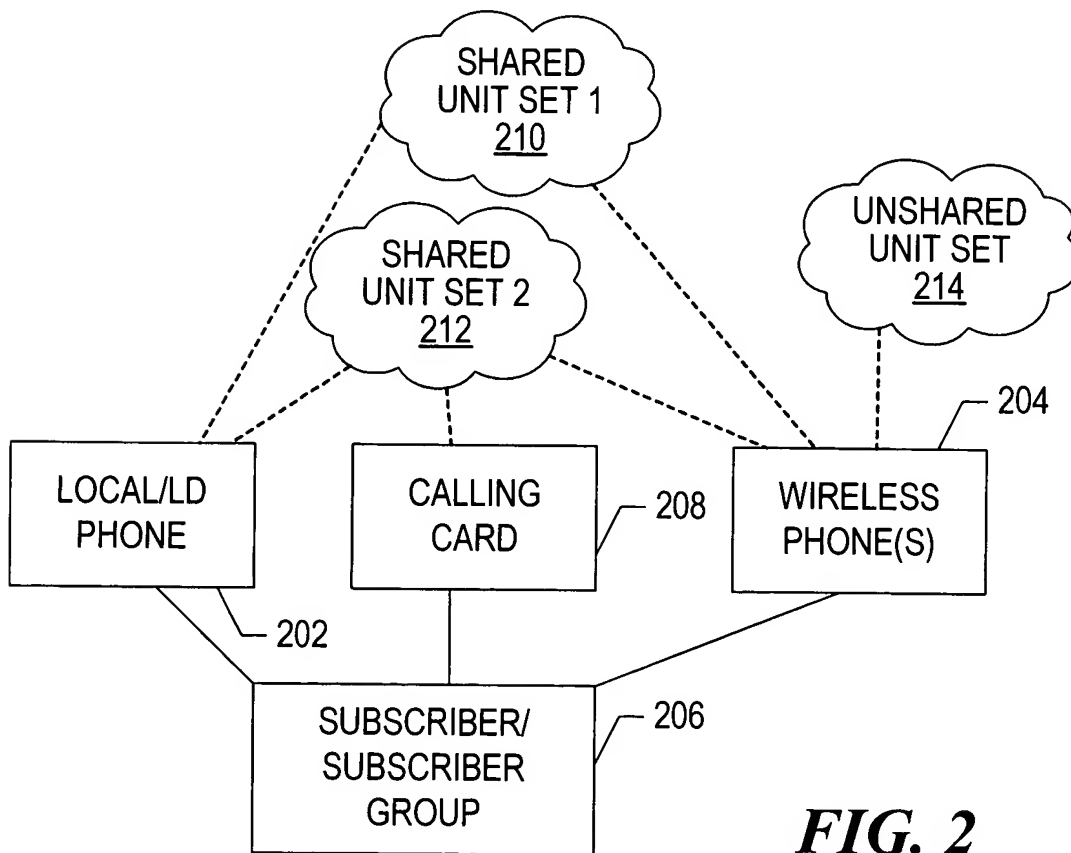 SHARED
UNIT SET 1
210
SHARED
UNIT SET 2
212
UNSHARED
UNIT SET
214
204
LOCAL/LD
PHONE
CALLING
CARD
208
WIRELESS
PHONE(S)
202
SUBSCRIBER/
SUBSCRIBER
GROUP
206
FIG. 2